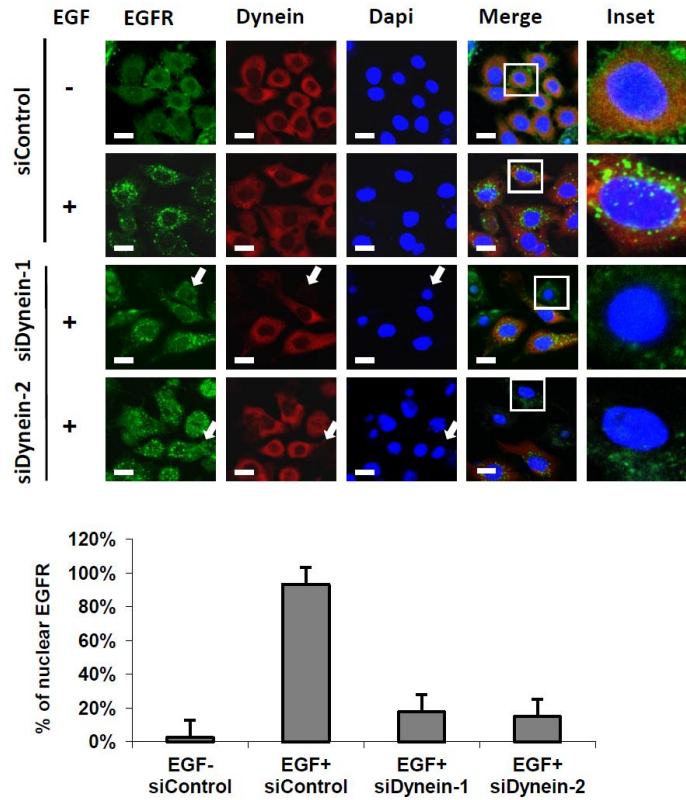 EGF EGFR Dynein Dapi Merge Inset
siControl
-
+
siDynein-1
+
siDynein-2
+
% of nuclear EGFR
120%
100%
80%
60%
40%
20%
0%
EGF- EGF+ EGF+ EGF+
siControl siControl siDynein-1 siDynein-2